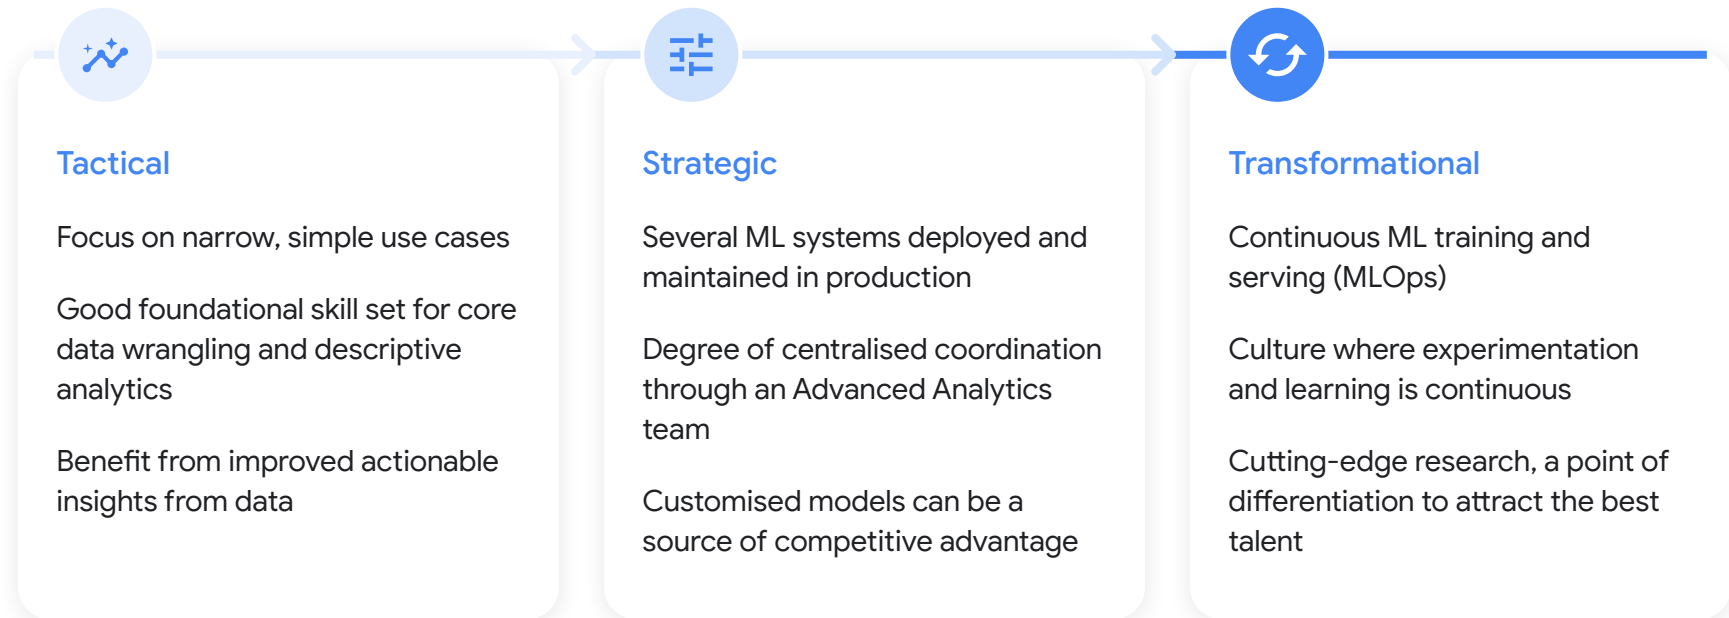 Tactical
Focus on narrow, simple use cases
Good foundational skill set for core
data wrangling and descriptive
analytics
Benefit from improved actionable
insights from data
Strategic
Several ML systems deployed and
maintained in production
Degree of centralised coordination
through an Advanced Analytics
team
Customised models can be a
source of competitive advantage
Transformational
Continuous ML training and
serving (MLOps)
Culture where experimentation
and learning is continuous
Cutting-edge research, a point of
differentiation to attract the best
talent